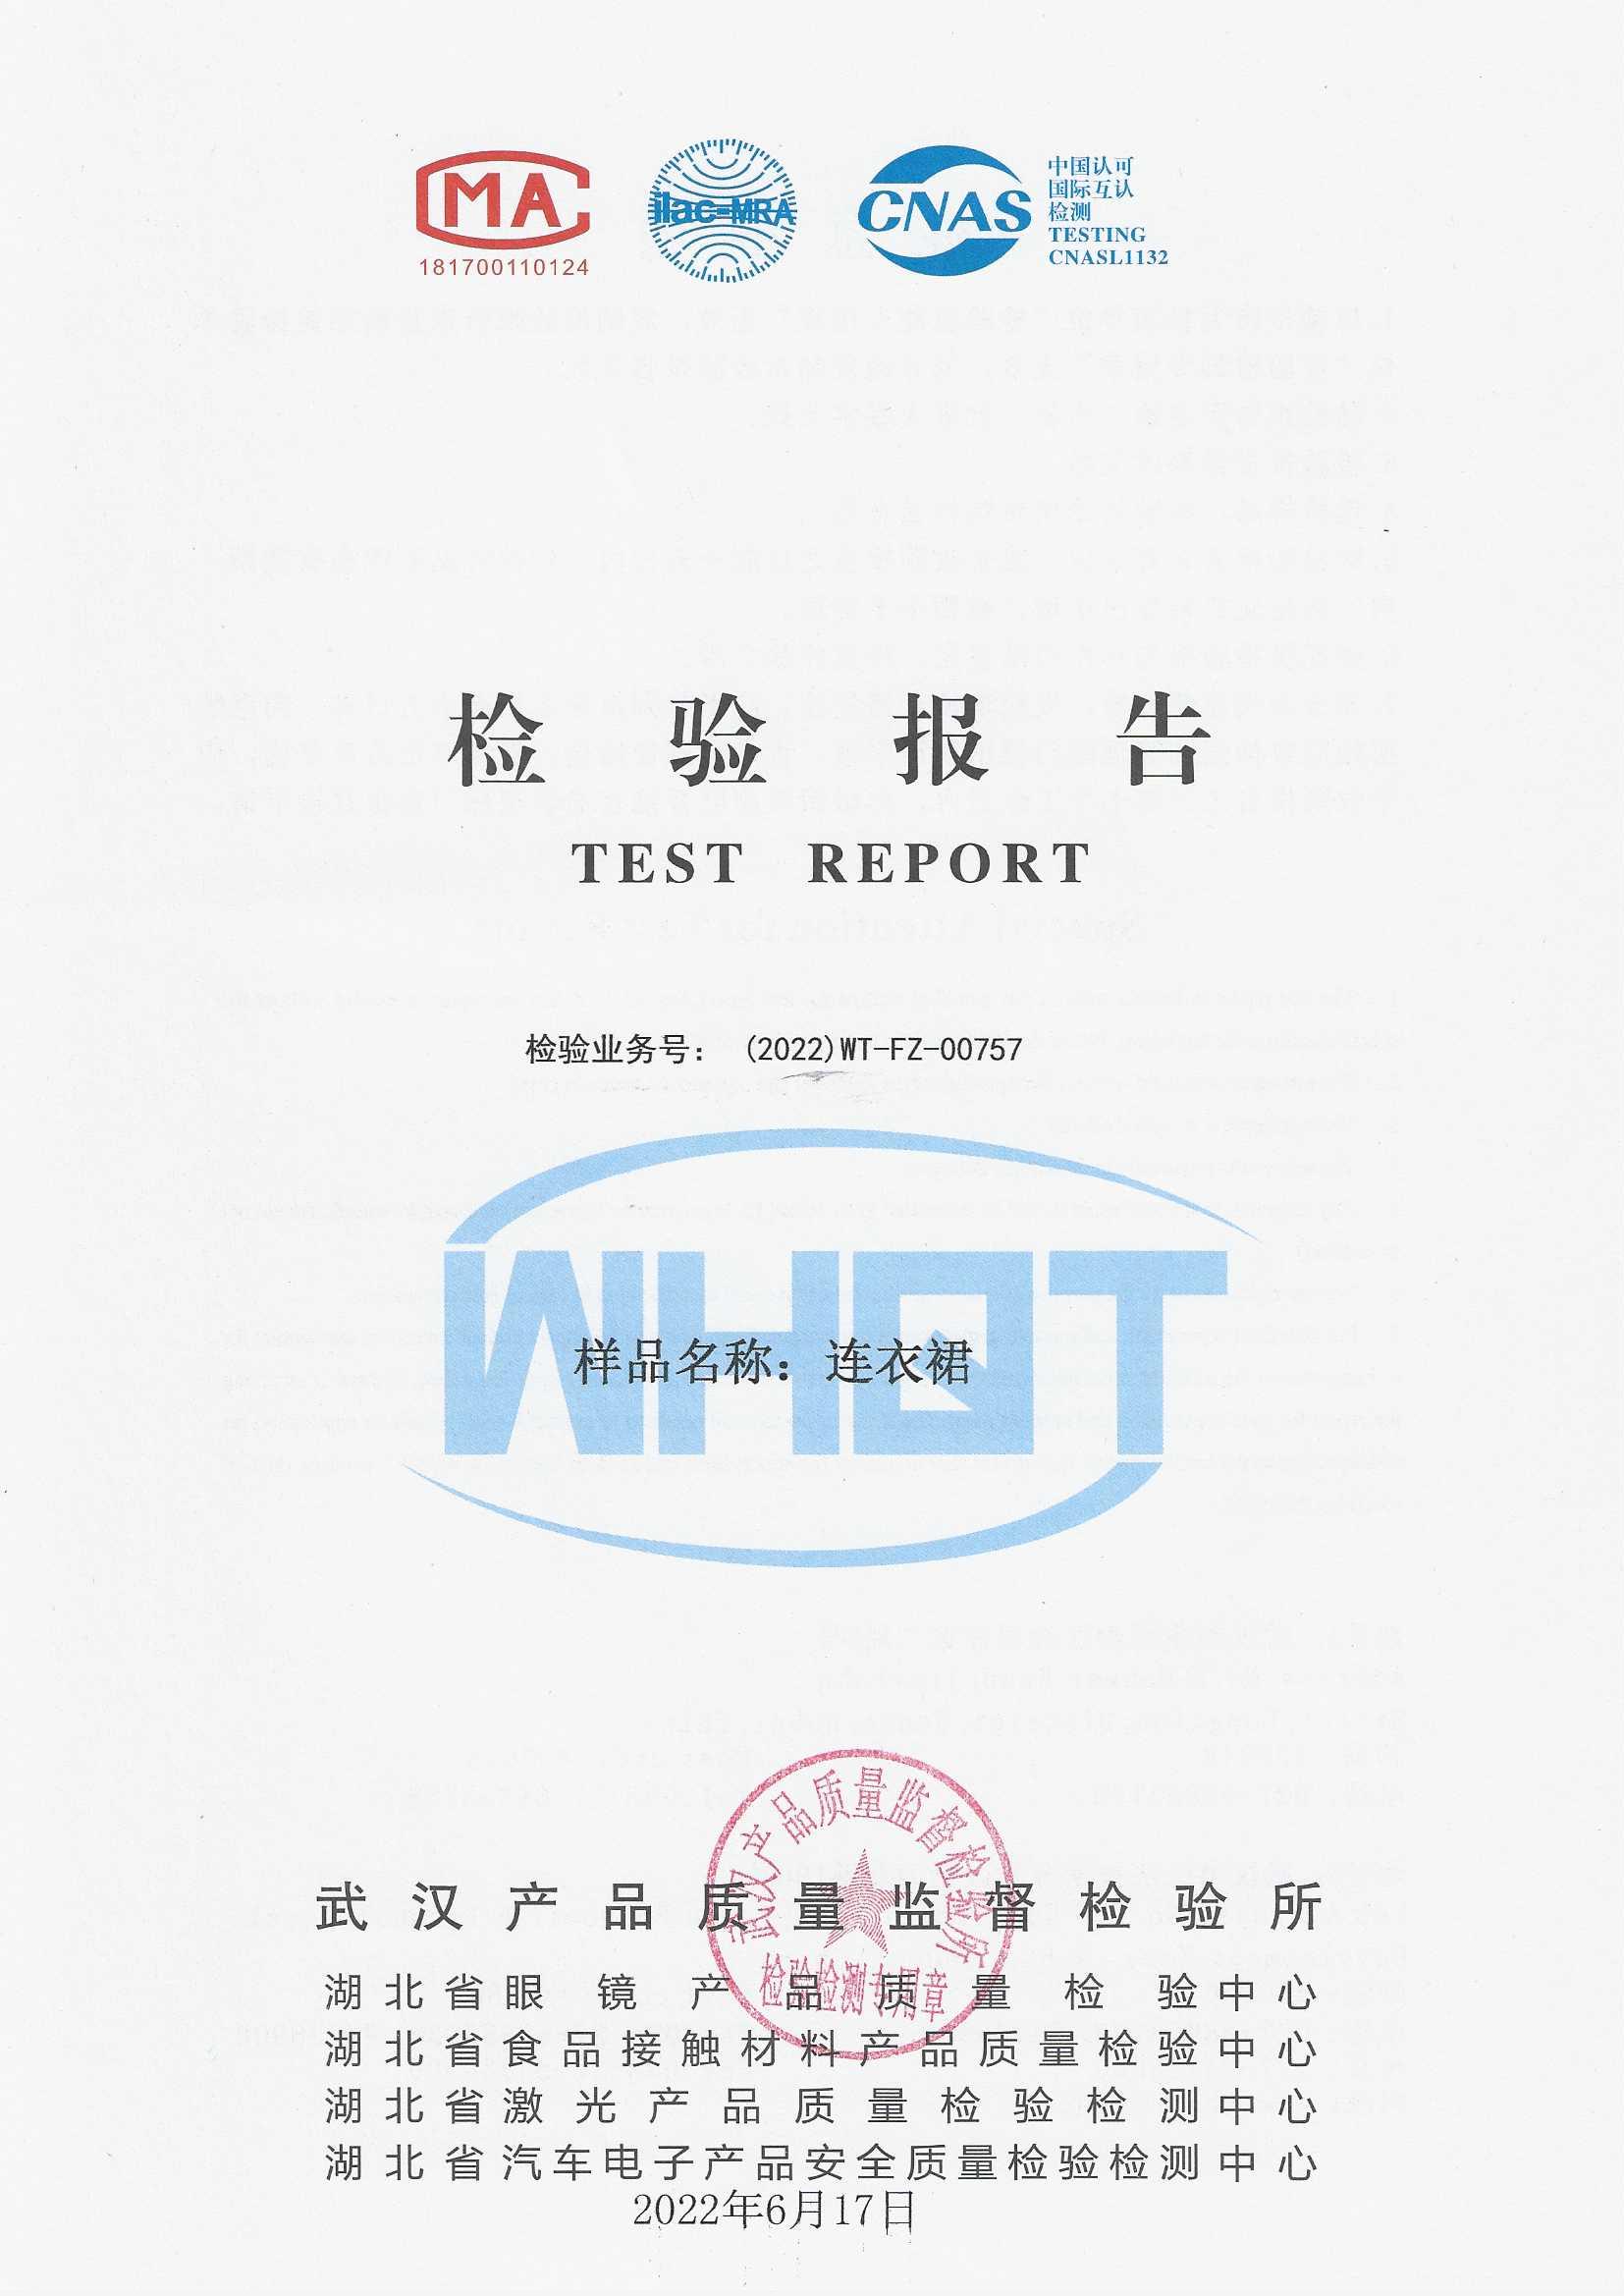 MA
181700110124
ilac-MRA
CNAS
中国认可
国际互认
检测
TESTING
CNASL1132
检验报告
TEST REPORT
检验业务号： (2022)WT-FZ-00757
WHQT
样品名称：连衣裙
武汉产品质量监督检验所
检验检测专用章
武汉产品质量监督检验所
湖北省眼镜产品质量检验中心
湖北省食品接触材料产品质量检验中心
湖北省激光产品质量检验检测中心
湖北省汽车电子产品安全质量检验检测中心
2022年6月17日